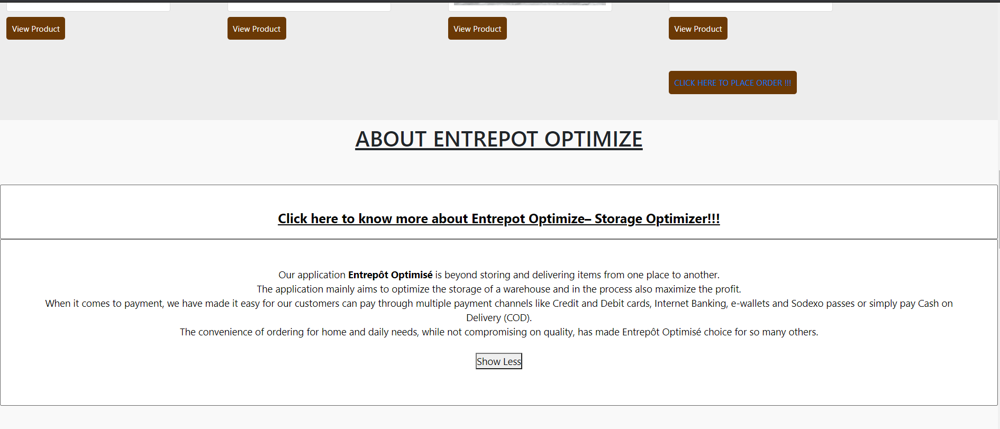 View Product View Product View Product View Product
CLICK HERE TO PLACE ORDER !!!
ABOUT ENTREPOT OPTIMIZE
Click here to know more about Entrepot Optimize– Storage Optimizer!!!
Our application Entrepôt Optimisé is beyond storing and delivering items from one place to another.
The application mainly aims to optimize the storage of a warehouse and in the process also maximize the profit.
When it comes to payment, we have made it easy for our customers can pay through multiple payment channels like Credit and Debit cards, Internet Banking, e-wallets and Sodexo passes or simply pay Cash on
Delivery (COD).
The convenience of ordering for home and daily needs, while not compromising on quality, has made Entrepôt Optimisé choice for so many others.
Show Less